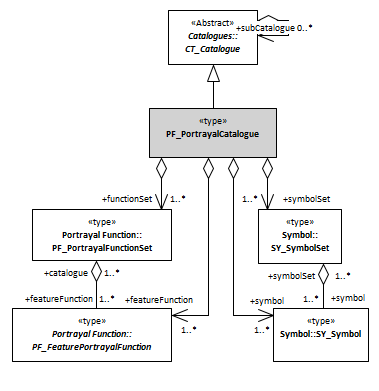 «Abstract»
Catalogues::
CT_Catalogue
+subCatalogue 0..*
«type»
PF_PortrayalCatalogue
+functionSet 1..*
1..* +symbolSet
«type»
Portrayal Function::
PF_PortrayalFunctionSet
«type»
Symbol::
SY_SymbolSet
+catalogue 1..*
+symbolSet 1..*
+featureFunction 1..*
+featureFunction
1..*
+symbol
1..*
1..* +symbol
«type»
Portrayal Function::
PF_FeaturePortrayalFunction
«type»
Symbol::SY_Symbol